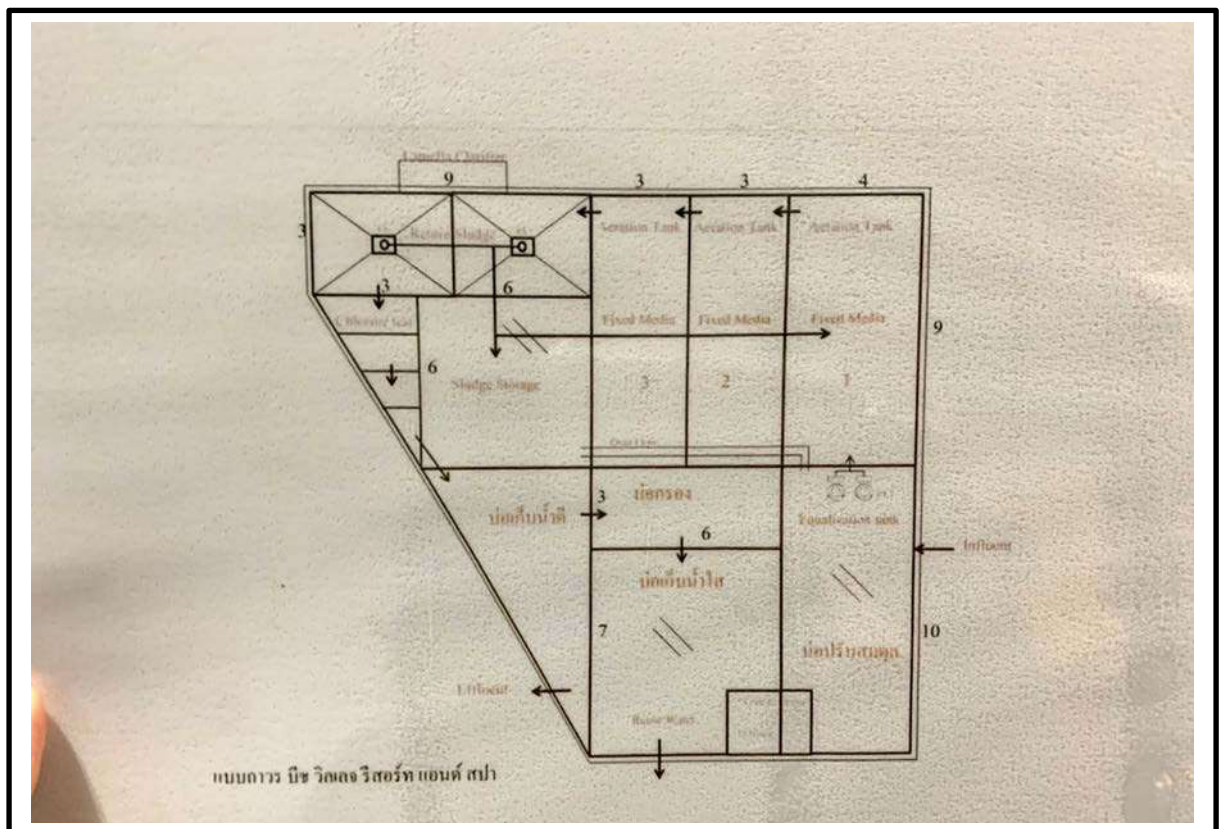 Lamella Clarifier
9
3
3
4
3
Return Sludge
Aeration Tank
Aeration Tank
Aeration Tank
3
6
Fixed Media
Fixed Media
Fixed Media
9
6
Sludge Storage
3
2
1
Over Flow
3
บ่อกรอง
บ่อเก็บน้ำดี
Equalization tank
6
Influent
บ่อเก็บน้ำใส
7
10
บ่อปรับสมดุล
Effluent
Reuse Water
แบบถาวร บีช วิลเลจ รีสอร์ท แอนด์ สปา